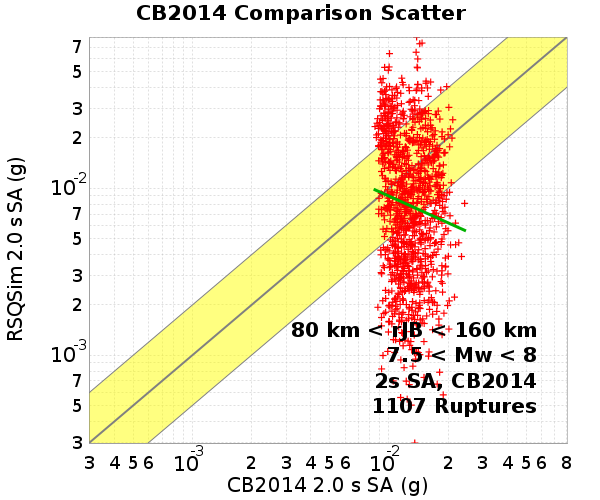 CB2014 Comparison Scatter
RSQSim 2.0 s SA (g)
7
5
3
2
10-2
7
5
3
2
10-3
7
5
3
80 km < rJB < 160 km
7.5 < Mw < 8
2s SA, CB2014
1107 Ruptures
3 4 5 6 10-3 2 3 4 5 6 10-2 2 3 4 5 6 8
CB2014 2.0 s SA (g)